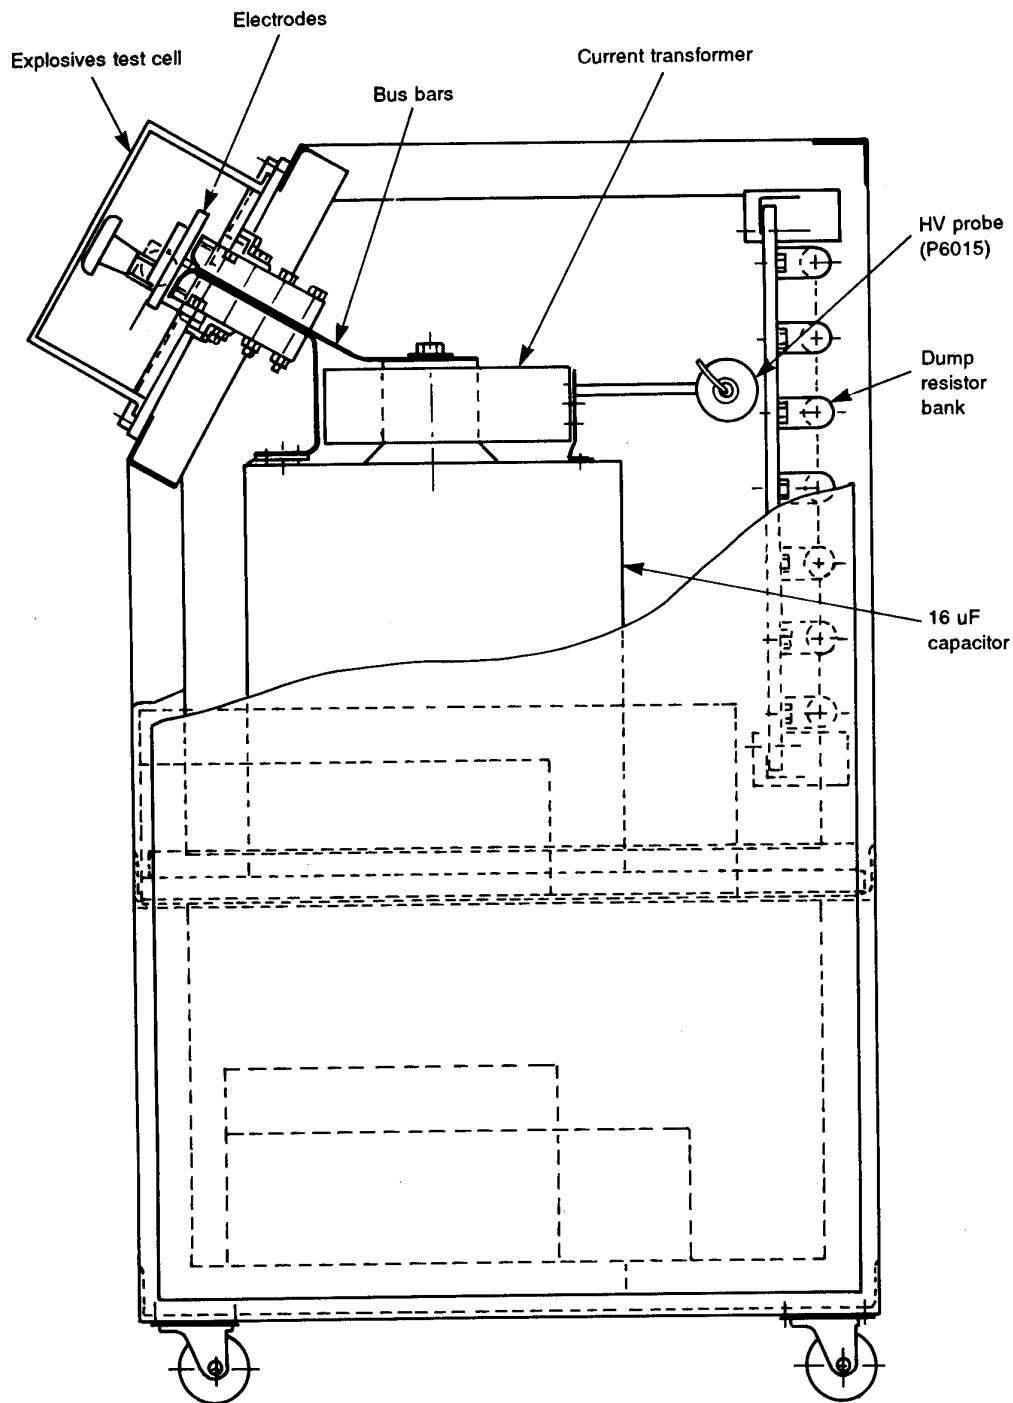 Electrodes
Explosives test cell
Current transformer
Bus bars
HV probe
(P6015)
Dump
resistor
bank
16 uF
capacitor